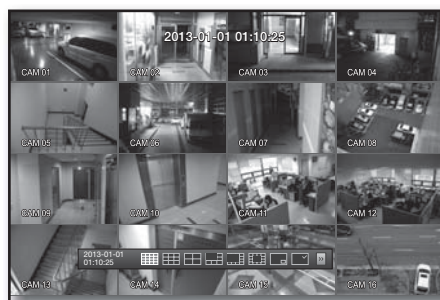 2013-01-01 01:10:25
CAM 01
CAM 02
CAM 03
CAM 04
CAM 05
CAM 06
CAM 07
CAM 08
CAM 09
CAM 10
CAM 11
CAM 12
2013-01-01
01:10:25
CAM 13
CAM 14
CAM 15
CAM 16